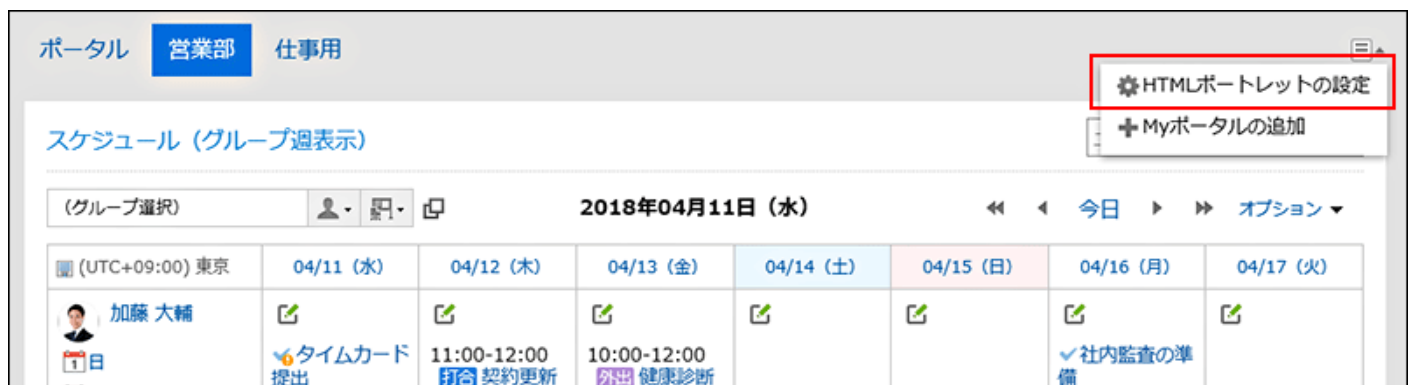 ポータル 営業部 仕事用
HTMLポートレットの設定
Myポータルの追加
スケジュール（グループ週表示）
（グループ選択） 2018年04月11日（水） 今日 オプション
(UTC+09:00) 東京 04/11（水） 04/12（木） 04/13（金） 04/14（土） 04/15（日） 04/16（月） 04/17（火）
加藤 大輔
1 日
タイムカード提出
11:00-12:00
打合 契約更新
10:00-12:00
外出 健康診断
社内監査の準備